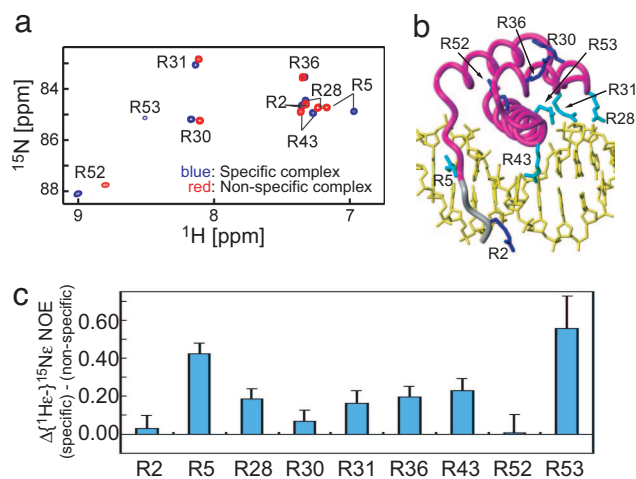 a
84
86
88
¹⁵N [ppm]
R31
R53
R30
R52
R36
R2
R28
R5
R43
blue: Specific complex
red: Non-specific complex
9
8
7
¹H [ppm]
b
R36
R30
R52
R53
R31
R28
R43
R5
R2
c
Δ{¹Hε-}¹⁵Nε NOE
(specific) - (non-specific)
0.60
0.40
0.20
0.00
R2 R5 R28 R30 R31 R36 R43 R52 R53